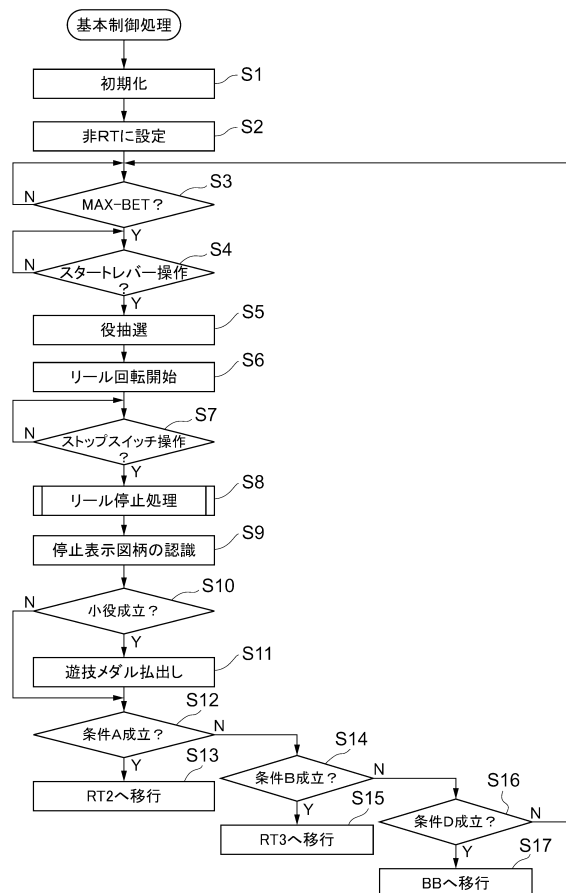 基本制御処理
初期化
S1
非RTに設定
S2
MAX-BET?
S3
N
Y
スタートレバー操作
?
S4
N
Y
役抽選
S5
リール回転開始
S6
ストップスイッチ操作
?
S7
N
Y
リール停止処理
S8
停止表示図柄の認識
S9
小役成立?
S10
N
Y
遊技メダル払出し
S11
条件A成立?
S12
N
Y
RT2へ移行
S13
条件B成立?
S14
N
Y
RT3へ移行
S15
条件D成立?
S16
N
Y
BBへ移行
S17